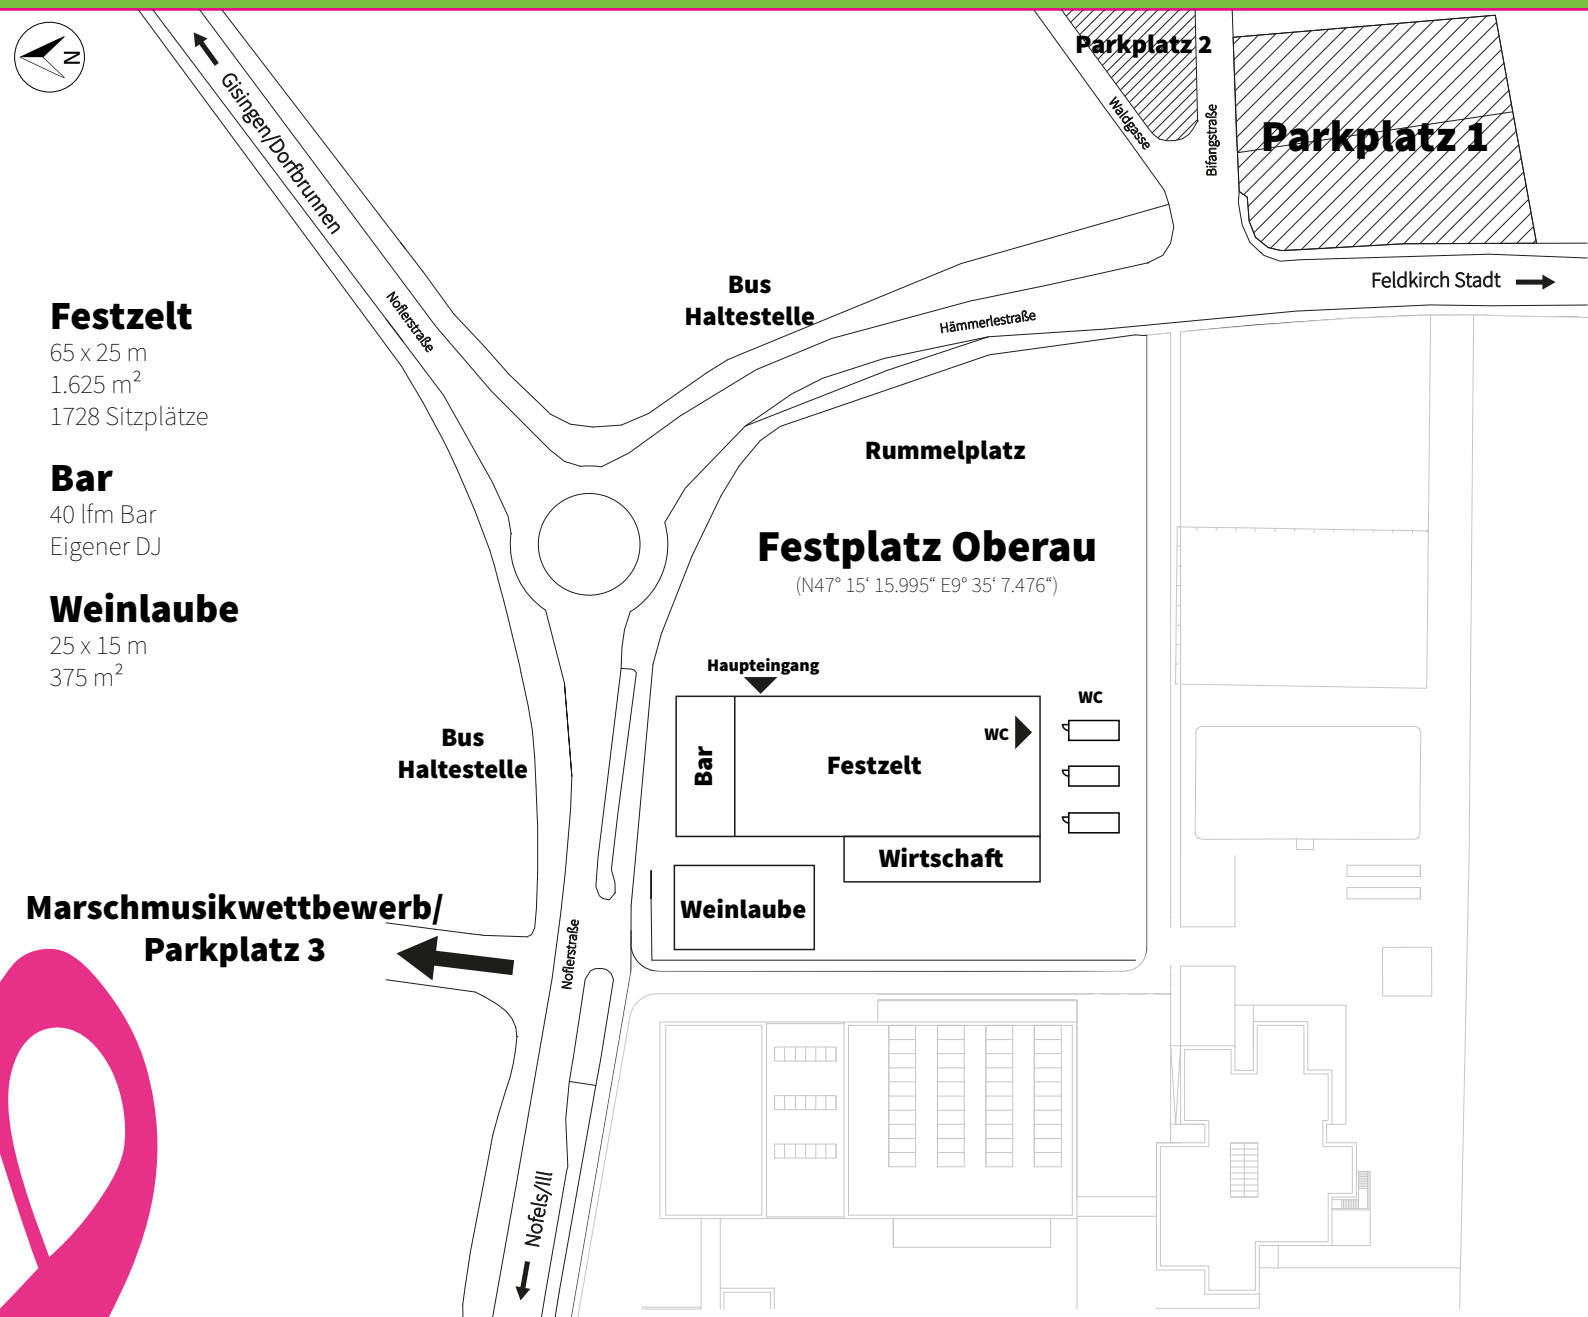 N
Gisingen/Dorfbrunnen
Noflerstraße
Parkplatz 2
Waldgasse
Bifangstraße
Parkplatz 1
Feldkirch Stadt
Hämmerlestraße
Bus
Haltestelle
Festzelt
65 x 25 m
1.625 m²
1728 Sitzplätze
Bar
40 lfm Bar
Eigener DJ
Weinlaube
25 x 15 m
375 m²
Rummelplatz
Festplatz Oberau
(N47° 15‘ 15.995“ E9° 35‘ 7.476“)
Haupteingang
WC
WC
Bar
Festzelt
Wirtschaft
Weinlaube
Bus
Haltestelle
Marschmusikwettbewerb/
Parkplatz 3
Noflerstraße
Nofels/Ill